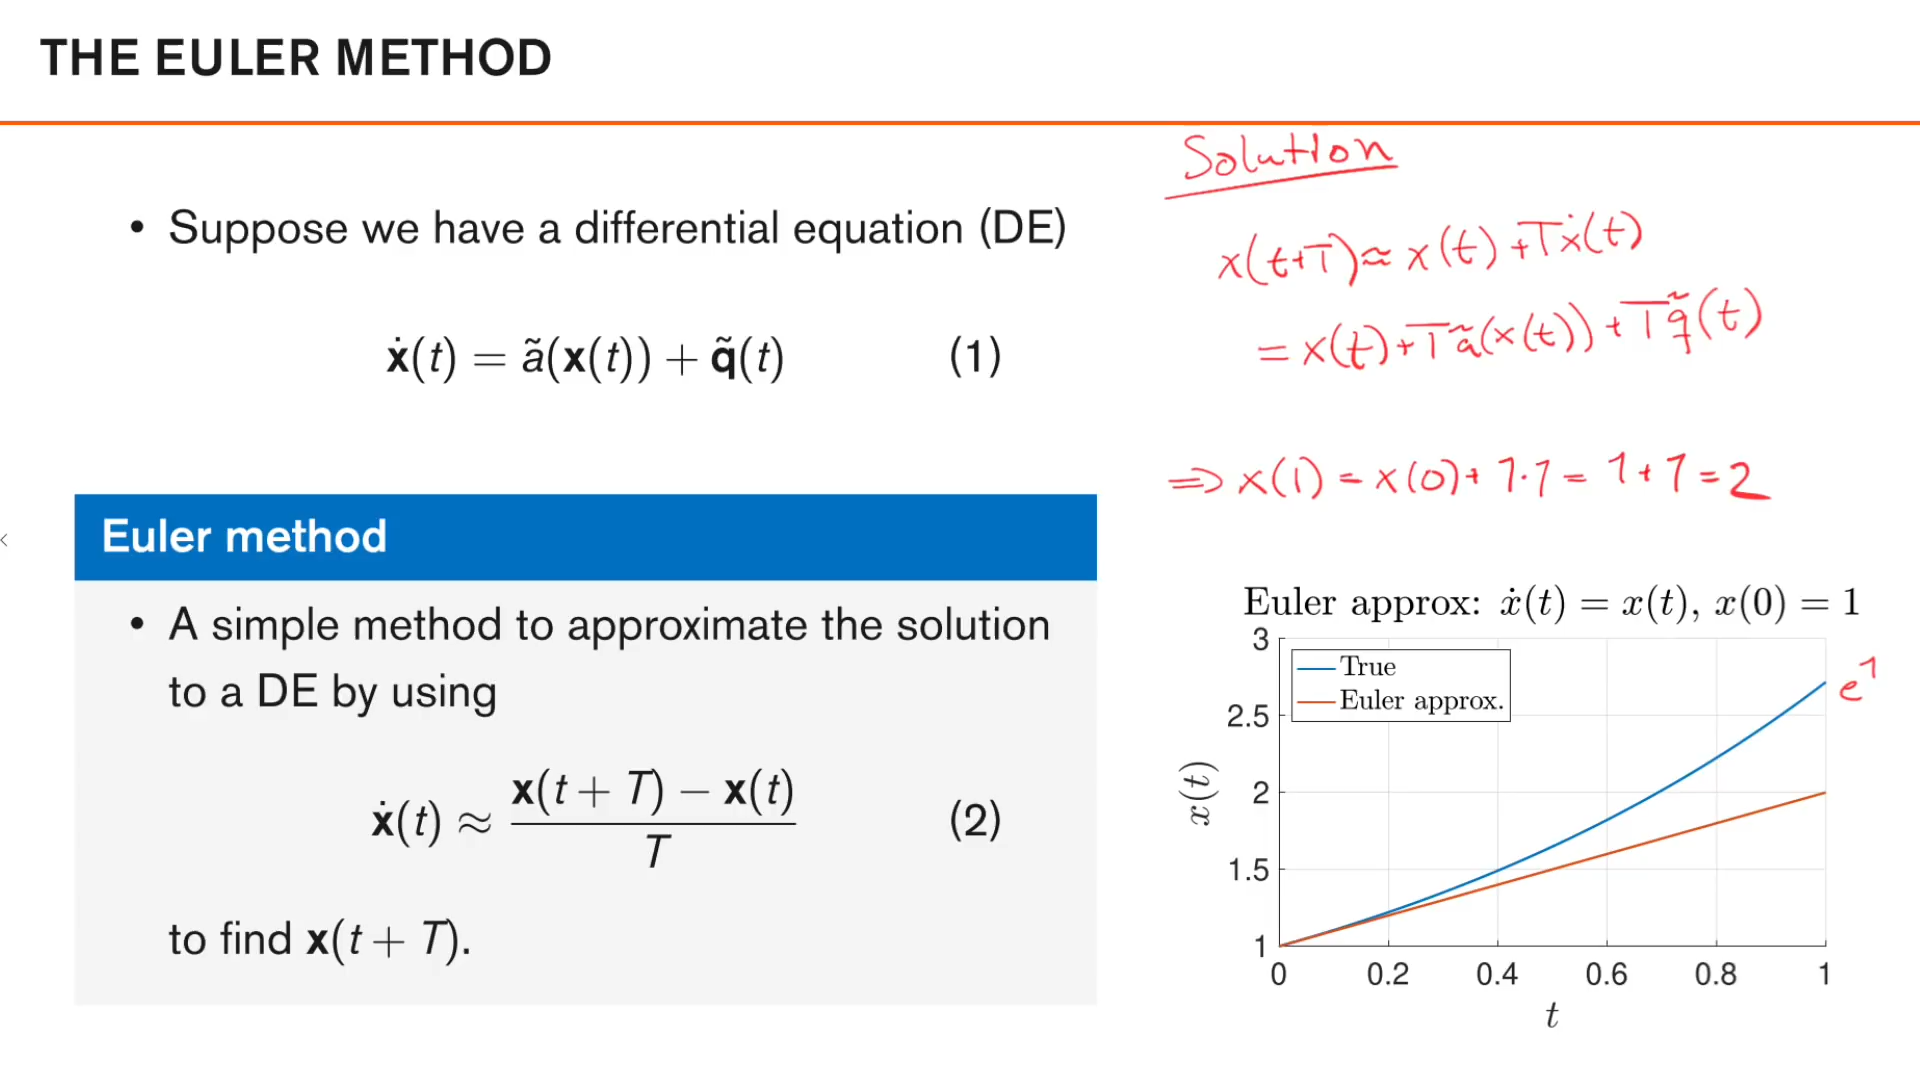 THE EULER METHOD
• Suppose we have a differential equation (DE)
ẋ(t) = ã(x(t)) + q̃(t) (1)
Euler method
• A simple method to approximate the solution
to a DE by using
ẋ(t) ≈ (x(t + T) − x(t)) / T (2)
to find x(t + T).
Solution
x(t+T) ≈ x(t) + Tẋ(t)
= x(t) + Tã(x(t)) + Tq̃(t)
⇒ x(1) = x(0) + 1·1 = 1 + 1 = 2
Euler approx: ẋ(t) = x(t), x(0) = 1
True
Euler approx.
e¹
3
2.5
2
1.5
1
x(t)
0 0.2 0.4 0.6 0.8 1
t